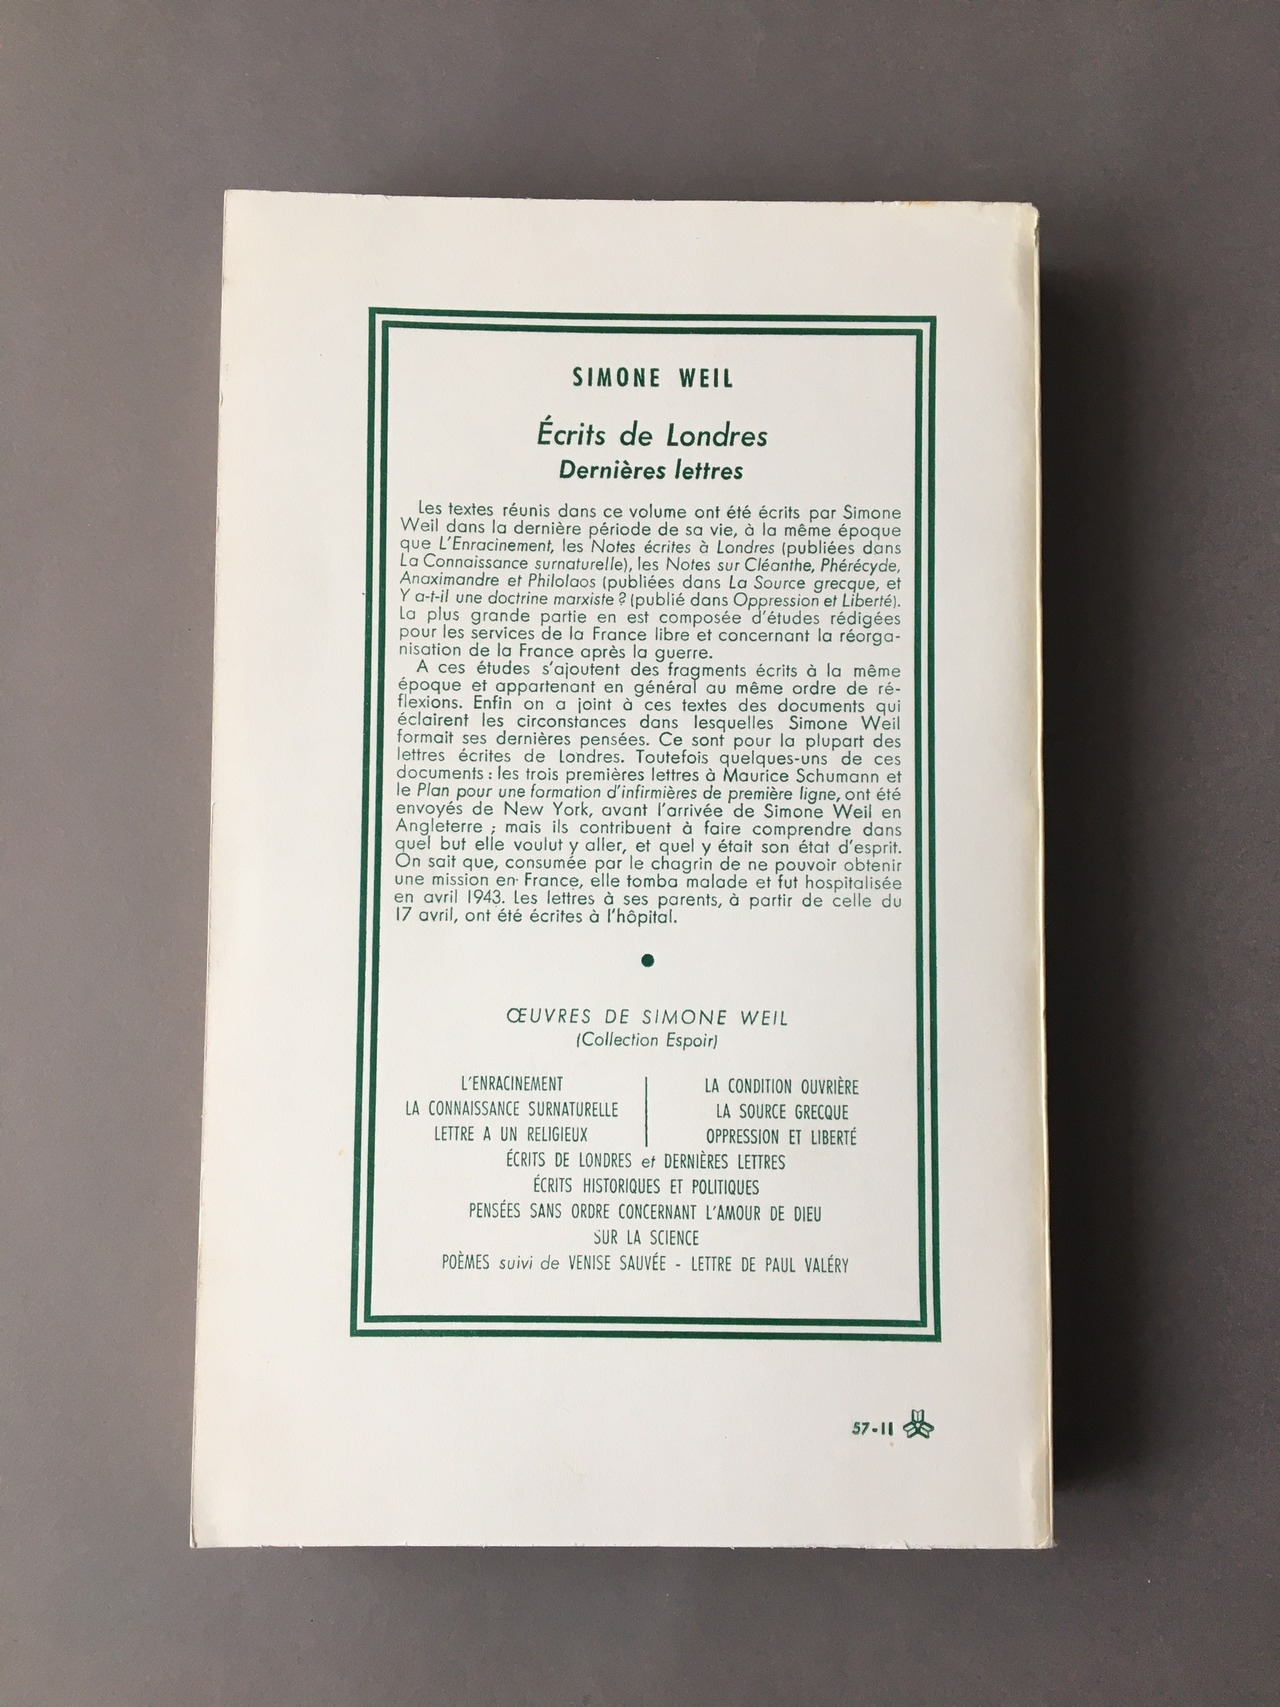 SIMONE WEIL
Écrits de Londres
Dernières lettres
Les textes réunis dans ce volume ont été écrits par Simone
Weil dans la dernière période de sa vie, à la même époque
que L'Enracinement, les Notes écrites à Londres (publiées dans
La Connaissance surnaturelle), les Notes sur Cléanthe, Phérécyde,
Anaximandre et Philolaos (publiées dans La Source grecque, et
Y a-t-il une doctrine marxiste ? (publié dans Oppression et Liberté).
La plus grande partie en est composée d'études rédigées
pour les services de la France libre et concernant la réorga-
nisation de la France après la guerre.
A ces études s'ajoutent des fragments écrits à la même
époque et appartenant en général au même ordre de ré-
flexions. Enfin on a joint à ces textes des documents qui
éclairent les circonstances dans lesquelles Simone Weil
formait ses dernières pensées. Ce sont pour la plupart des
lettres écrites de Londres. Toutefois quelques-uns de ces
documents : les trois premières lettres à Maurice Schumann et
le Plan pour une formation d'infirmières de première ligne, ont été
envoyés de New York, avant l'arrivée de Simone Weil en
Angleterre ; mais ils contribuent à faire comprendre dans
quel but elle voulut y aller, et quel y était son état d'esprit.
On sait que, consumée par le chagrin de ne pouvoir obtenir
une mission en France, elle tomba malade et fut hospitalisée
en avril 1943. Les lettres à ses parents, à partir de celle du
17 avril, ont été écrites à l'hôpital.
ŒUVRES DE SIMONE WEIL
(Collection Espoir)
L'ENRACINEMENT
LA CONNAISSANCE SURNATURELLE
LETTRE A UN RELIGIEUX
LA CONDITION OUVRIÈRE
LA SOURCE GRECQUE
OPPRESSION ET LIBERTÉ
ÉCRITS DE LONDRES et DERNIÈRES LETTRES
ÉCRITS HISTORIQUES ET POLITIQUES
PENSÉES SANS ORDRE CONCERNANT L'AMOUR DE DIEU
SUR LA SCIENCE
POÈMES suivi de VENISE SAUVÉE - LETTRE DE PAUL VALÉRY
57-II